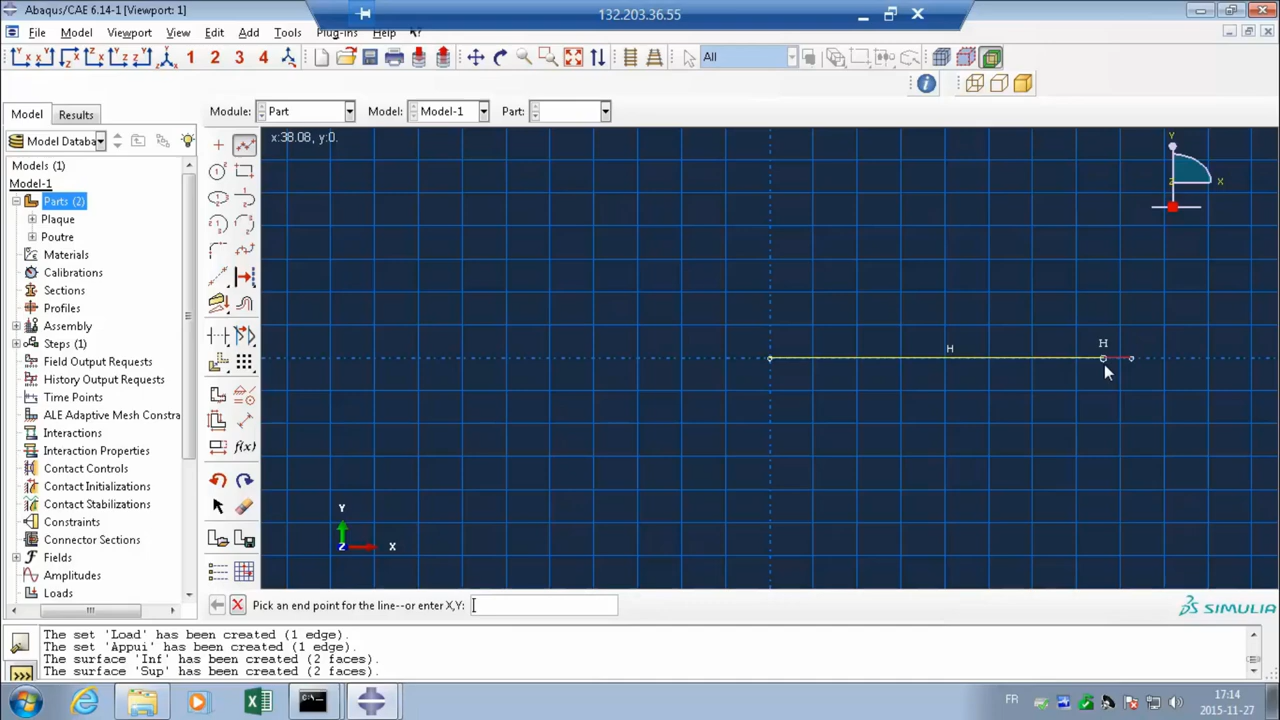 Abaqus/CAE 6.14-1 [Viewport: 1]
132.203.36.55
File Model Viewport View Edit Add Tools Plug-ins Help
1 2 3 4
All
Model Results
Module: Part Model: Model-1 Part:
Model Databa
x:38.08, y:0.
Models (1)
Model-1
Parts (2)
Plaque
Poutre
Materials
Calibrations
Sections
Profiles
Assembly
Steps (1)
Field Output Requests
History Output Requests
Time Points
ALE Adaptive Mesh Constra
Interactions
Interaction Properties
Contact Controls
Contact Initializations
Contact Stabilizations
Constraints
Connector Sections
Fields
Amplitudes
Loads
f(x)
Y
X
H
H
Y
Z X
Pick an end point for the line--or enter X,Y:
SIMULIA
The set 'Load' has been created (1 edge).
The set 'Appui' has been created (1 edge).
The surface 'Inf' has been created (2 faces).
The surface 'Sup' has been created (2 faces).
>>>
FR
17:14
2015-11-27